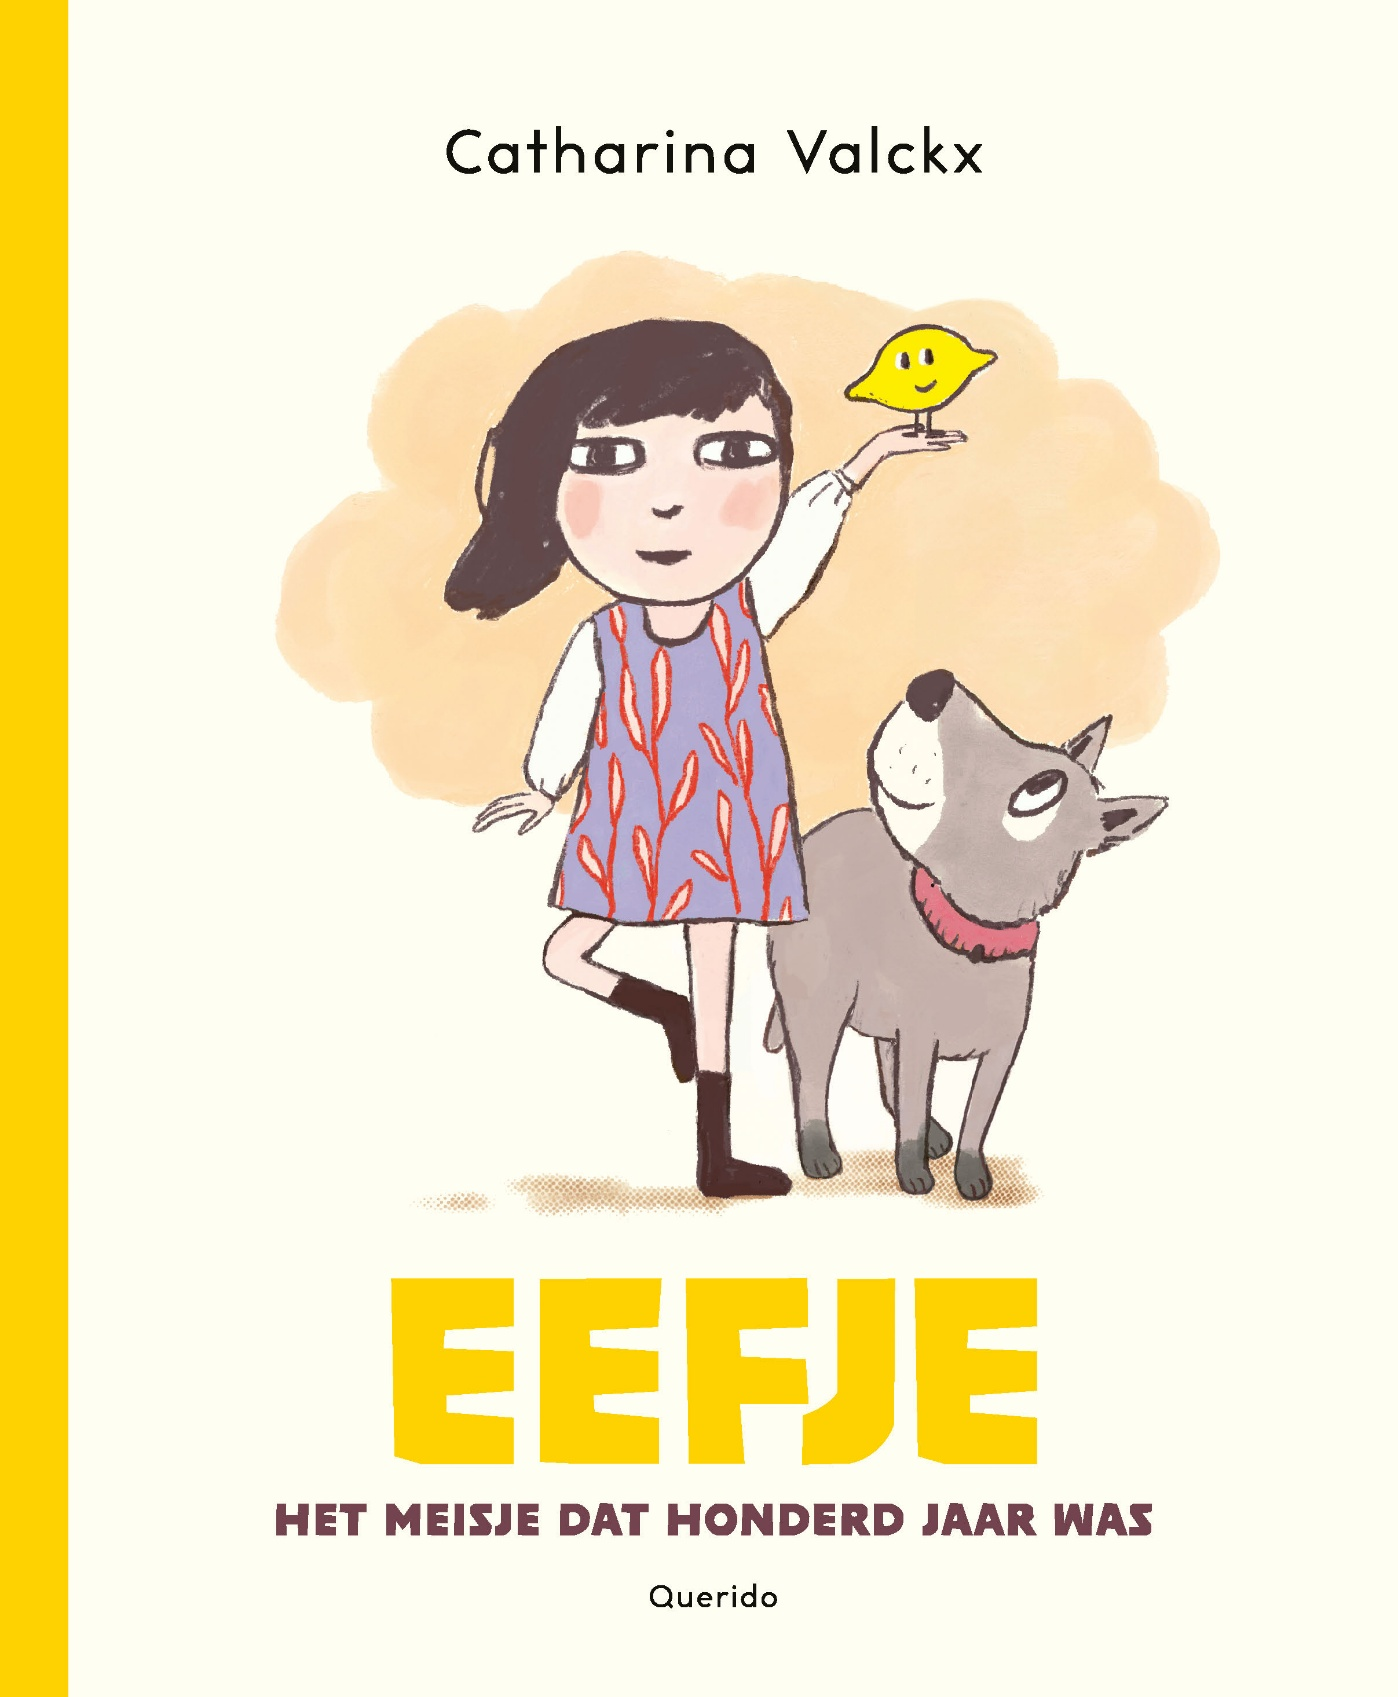 Catharina Valckx
EEFJE
HET MEISJE DAT HONDERD JAAR WAS
Querido